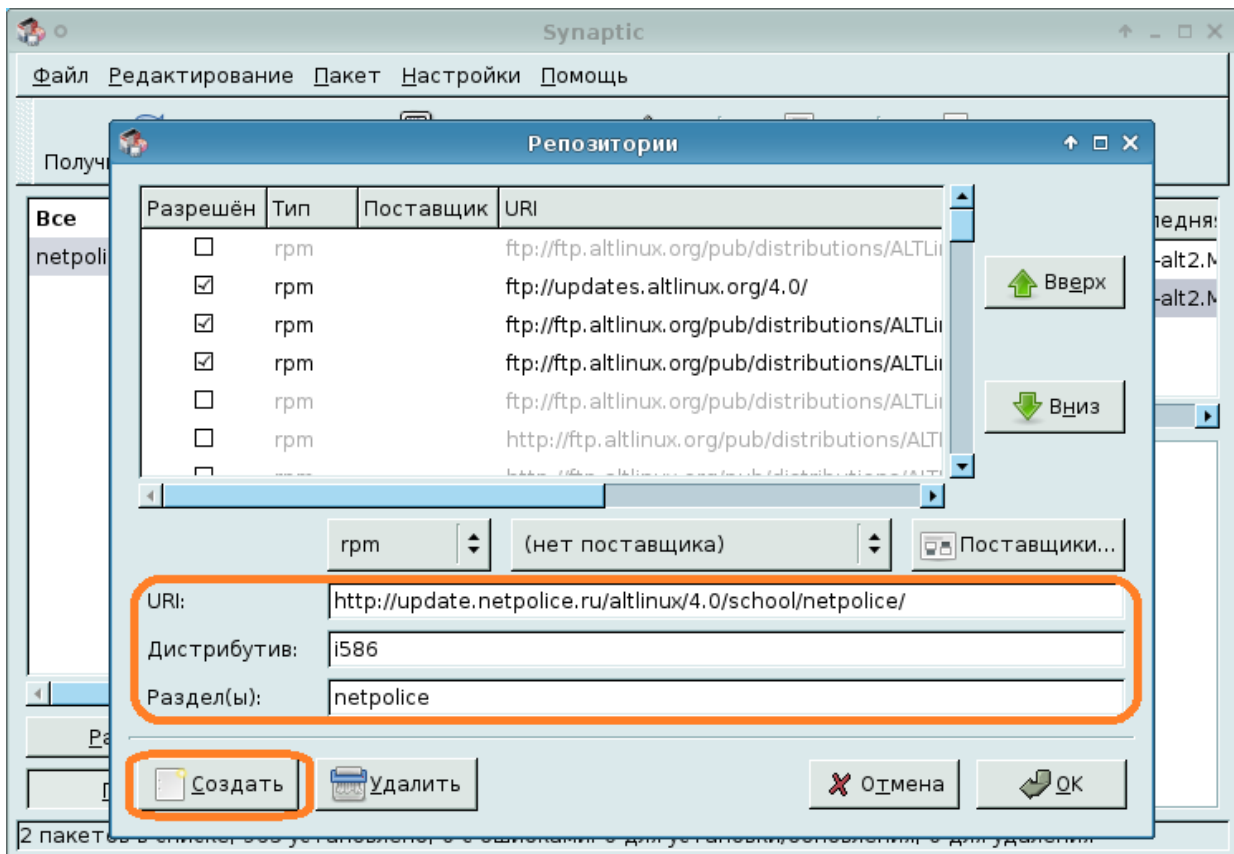 Synaptic
Файл Редактирование Пакет Настройки Помощь
Репозитории
Все
netpoli
Разрешён Тип Поставщик URI
rpm ftp://ftp.altlinux.org/pub/distributions/ALTLi
rpm ftp://updates.altlinux.org/4.0/
rpm ftp://ftp.altlinux.org/pub/distributions/ALTLi
rpm ftp://ftp.altlinux.org/pub/distributions/ALTLi
rpm ftp://ftp.altlinux.org/pub/distributions/ALTLi
rpm http://ftp.altlinux.org/pub/distributions/ALT
-alt2.M
-alt2.M
Вверх
Вниз
rpm (нет поставщика) Поставщики...
URI: http://update.netpolice.ru/altlinux/4.0/school/netpolice/
Дистрибутив: i586
Раздел(ы): netpolice
Создать Удалить Отмена OK